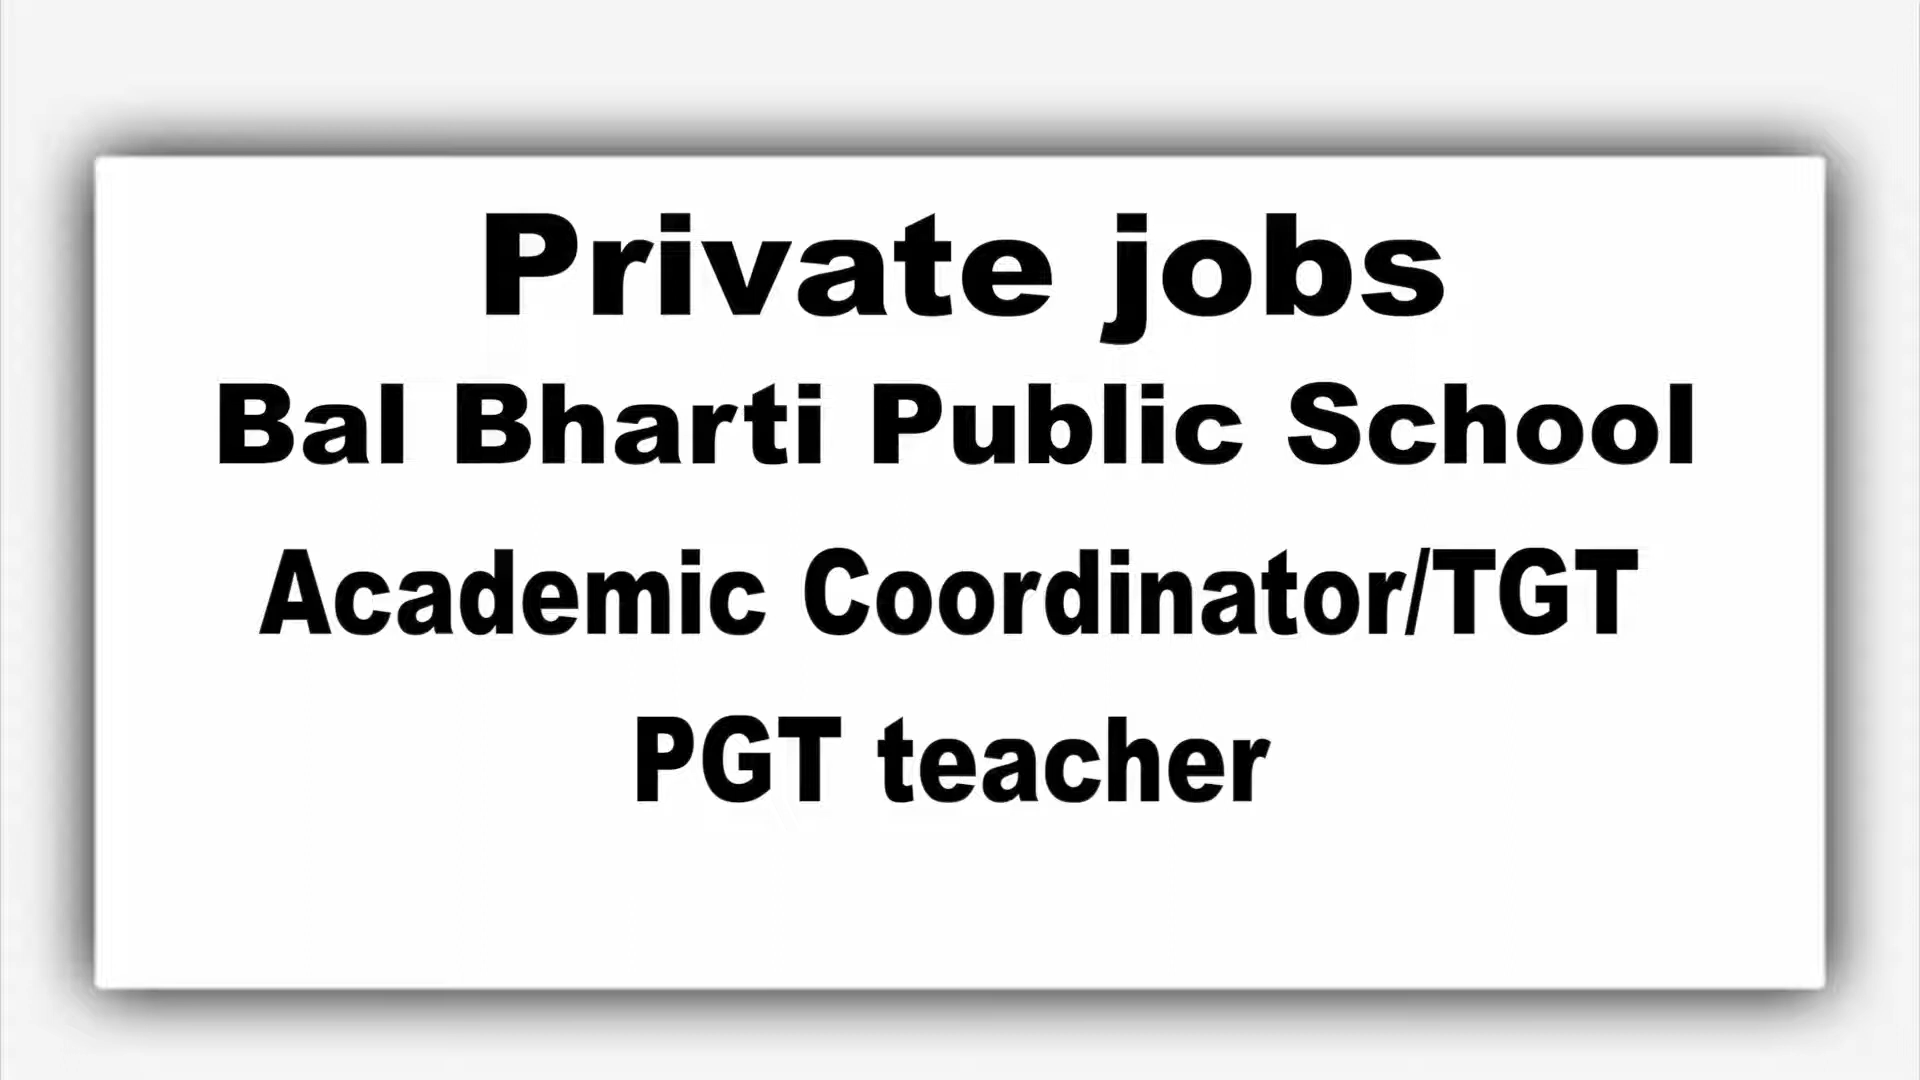 Private jobs
Bal Bharti Public School
Academic Coordinator/TGT
PGT teacher